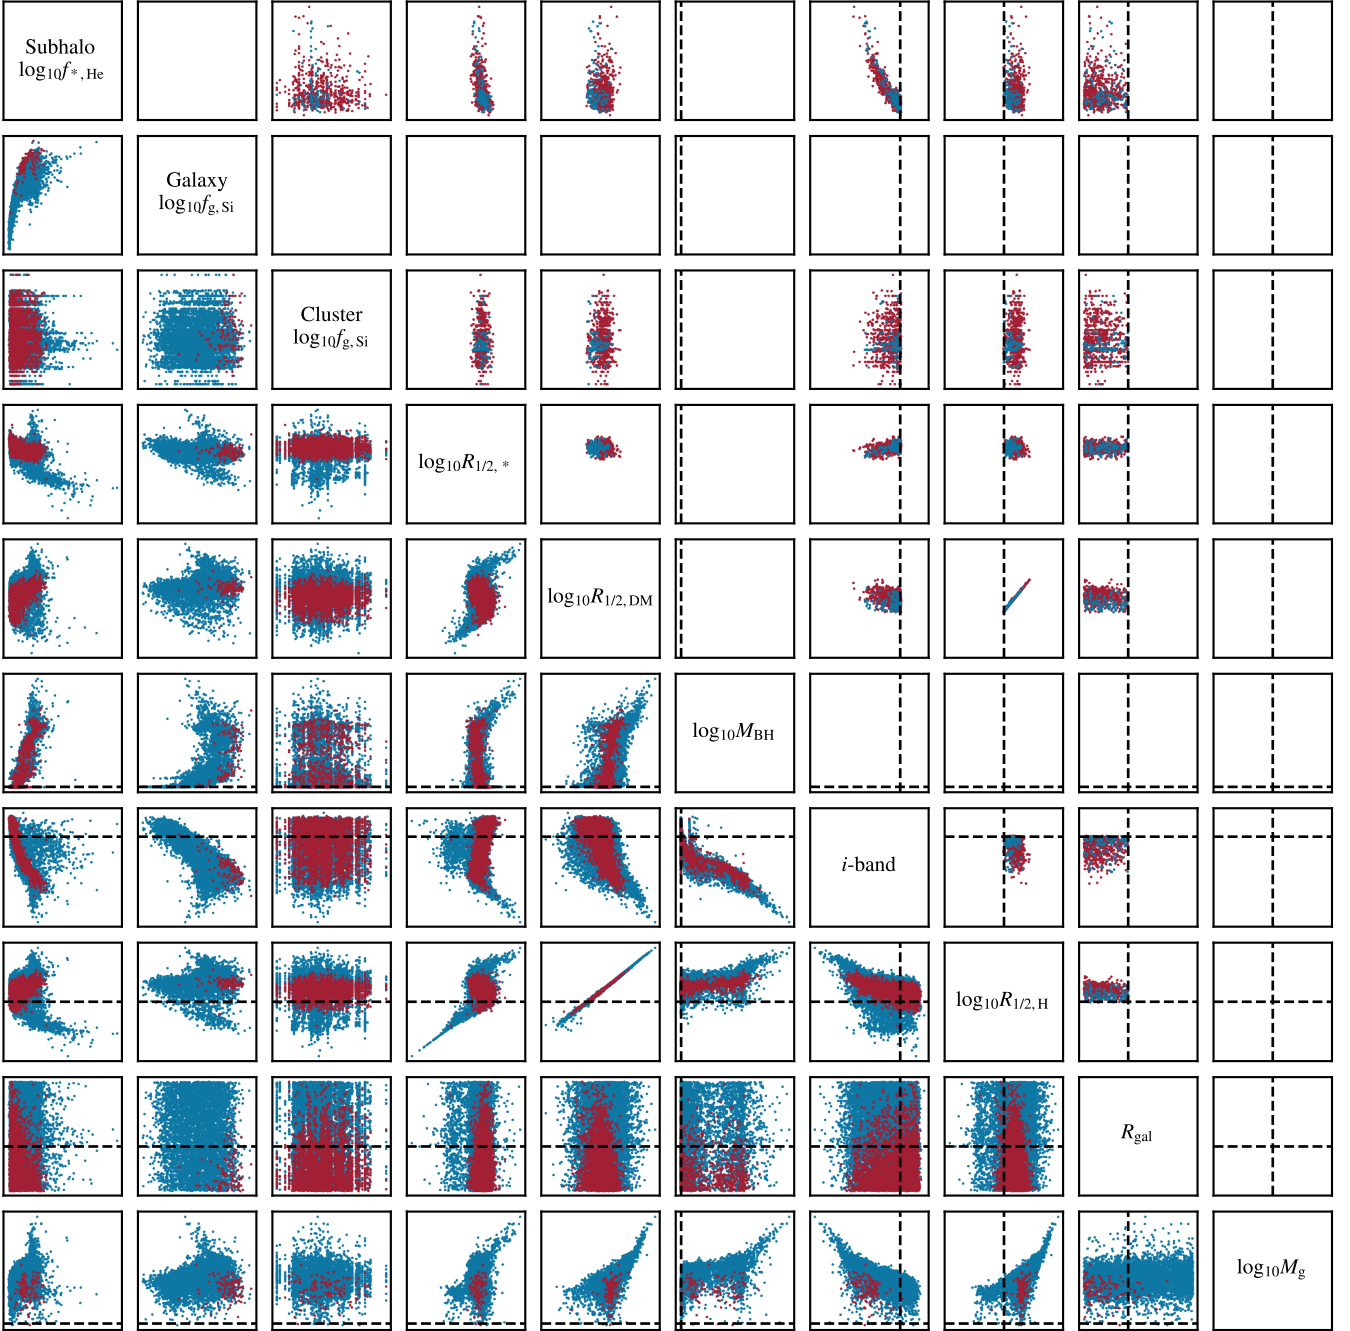 Subhalo
log₁₀f*, He
Galaxy
log₁₀fg, Si
Cluster
log₁₀fg, Si
log₁₀R1/2, *
log₁₀R1/2, DM
log₁₀MBH
i-band
log₁₀R1/2, H
Rgal
log₁₀Mg